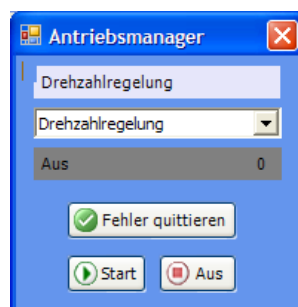 Antriebsmanager
Drehzahlregelung
Drehzahlregelung
Aus 0
Fehler quittieren
Start Aus